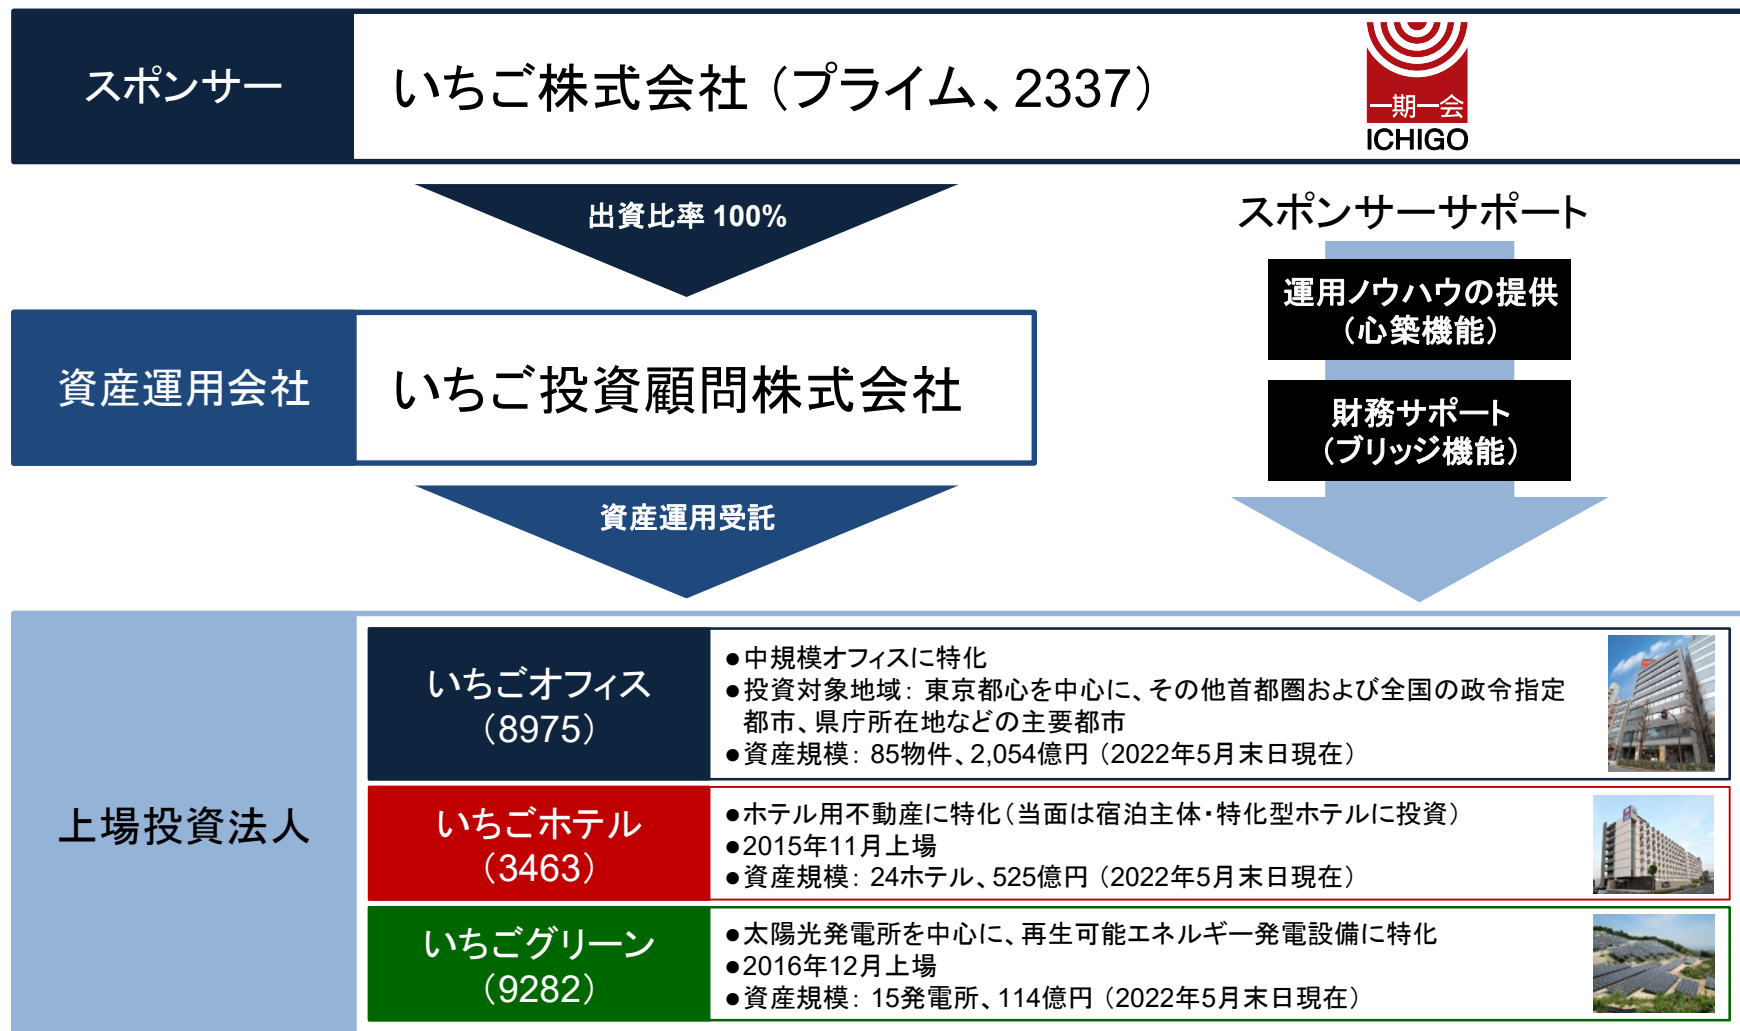 スポンサー
いちご株式会社（プライム、2337）
一期一会
ICHIGO
出資比率 100%
スポンサーサポート
運用ノウハウの提供
（心築機能）
財務サポート
（ブリッジ機能）
資産運用会社
いちご投資顧問株式会社
資産運用受託
上場投資法人
いちごオフィス
（8975）
●中規模オフィスに特化
●投資対象地域： 東京都心を中心に、その他首都圏および全国の政令指定
都市、県庁所在地などの主要都市
●資産規模： 85物件、2,054億円（2022年5月末日現在）
いちごホテル
（3463）
●ホテル用不動産に特化（当面は宿泊主体・特化型ホテルに投資）
●2015年11月上場
●資産規模： 24ホテル、525億円（2022年5月末日現在）
いちごグリーン
（9282）
●太陽光発電所を中心に、再生可能エネルギー発電設備に特化
●2016年12月上場
●資産規模： 15発電所、114億円（2022年5月末日現在）